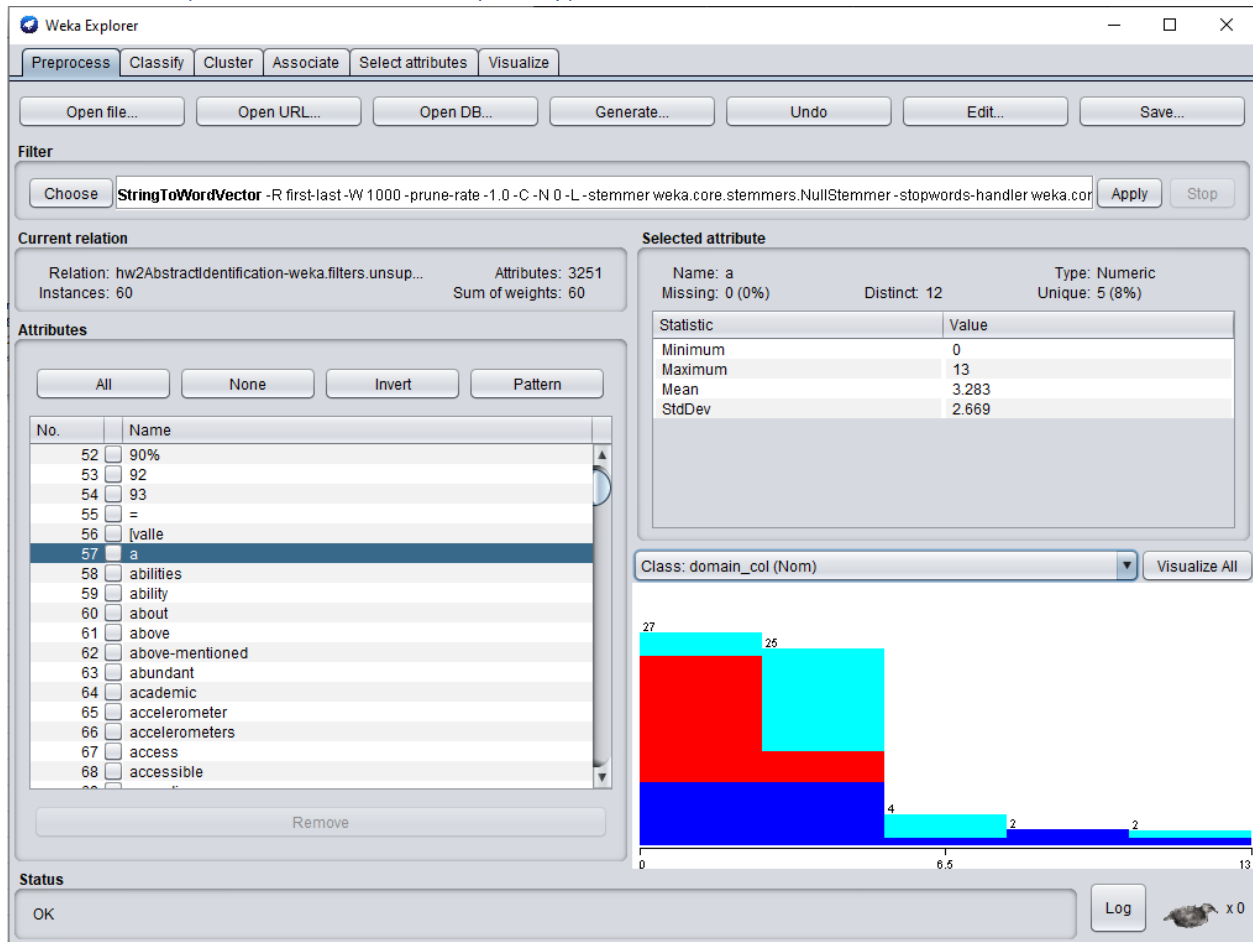 Weka Explorer
Preprocess Classify Cluster Associate Select attributes Visualize
Open file... Open URL... Open DB... Generate... Undo Edit... Save...
Filter
Choose StringToWordVector -R first-last -W 1000 -prune-rate -1.0 -C -N 0 -L -stemmer weka.core.stemmers.NullStemmer -stopwords-handler weka.cor Apply Stop
Current relation
Relation: hw2AbstractIdentification-weka.filters.unsup... Attributes: 3251
Instances: 60 Sum of weights: 60
Attributes
All None Invert Pattern
No. Name
52 90%
53 92
54 93
55 =
56 [valle
57 a
58 abilities
59 ability
60 about
61 above
62 above-mentioned
63 abundant
64 academic
65 accelerometer
66 accelerometers
67 access
68 accessible
Remove
Selected attribute
Name: a Type: Numeric
Missing: 0 (0%) Distinct: 12 Unique: 5 (8%)
Statistic Value
Minimum 0
Maximum 13
Mean 3.283
StdDev 2.669
Class: domain_col (Nom) Visualize All
27
25
4
2
2
0 6.5 13
Status
OK
Log x 0